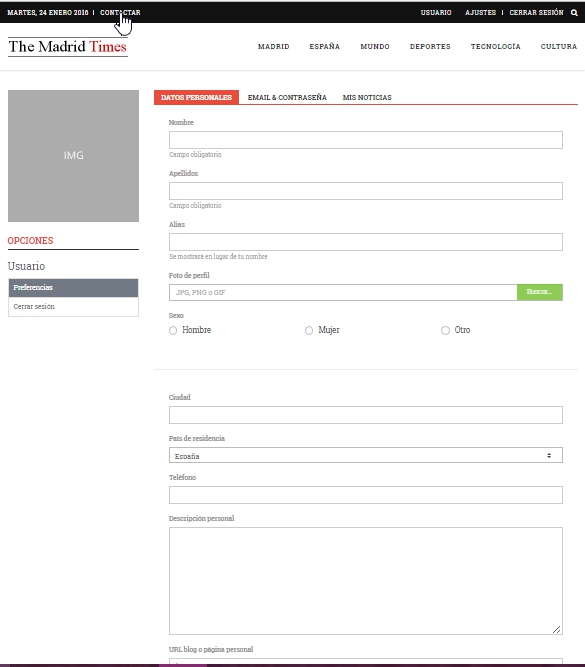 MARTES, 24 ENERO 2016 | CONTACTAR
USUARIO AJUSTES | CERRAR SESIÓN
The Madrid Times
MADRID ESPAÑA MUNDO DEPORTES TECNOLOGÍA CULTURA
IMG
OPCIONES
Usuario
Preferencias
Cerrar sesión
DATOS PERSONALES EMAIL & CONTRASEÑA MIS NOTICIAS
Nombre
Campo obligatorio
Apellidos
Campo obligatorio
Alias
Se mostrará en lugar de tu nombre
Foto de perfil
JPG, PNG o GIF Buscar...
Sexo
Hombre Mujer Otro
Ciudad
País de residencia
España
Teléfono
Descripción personal
URL blog o página personal